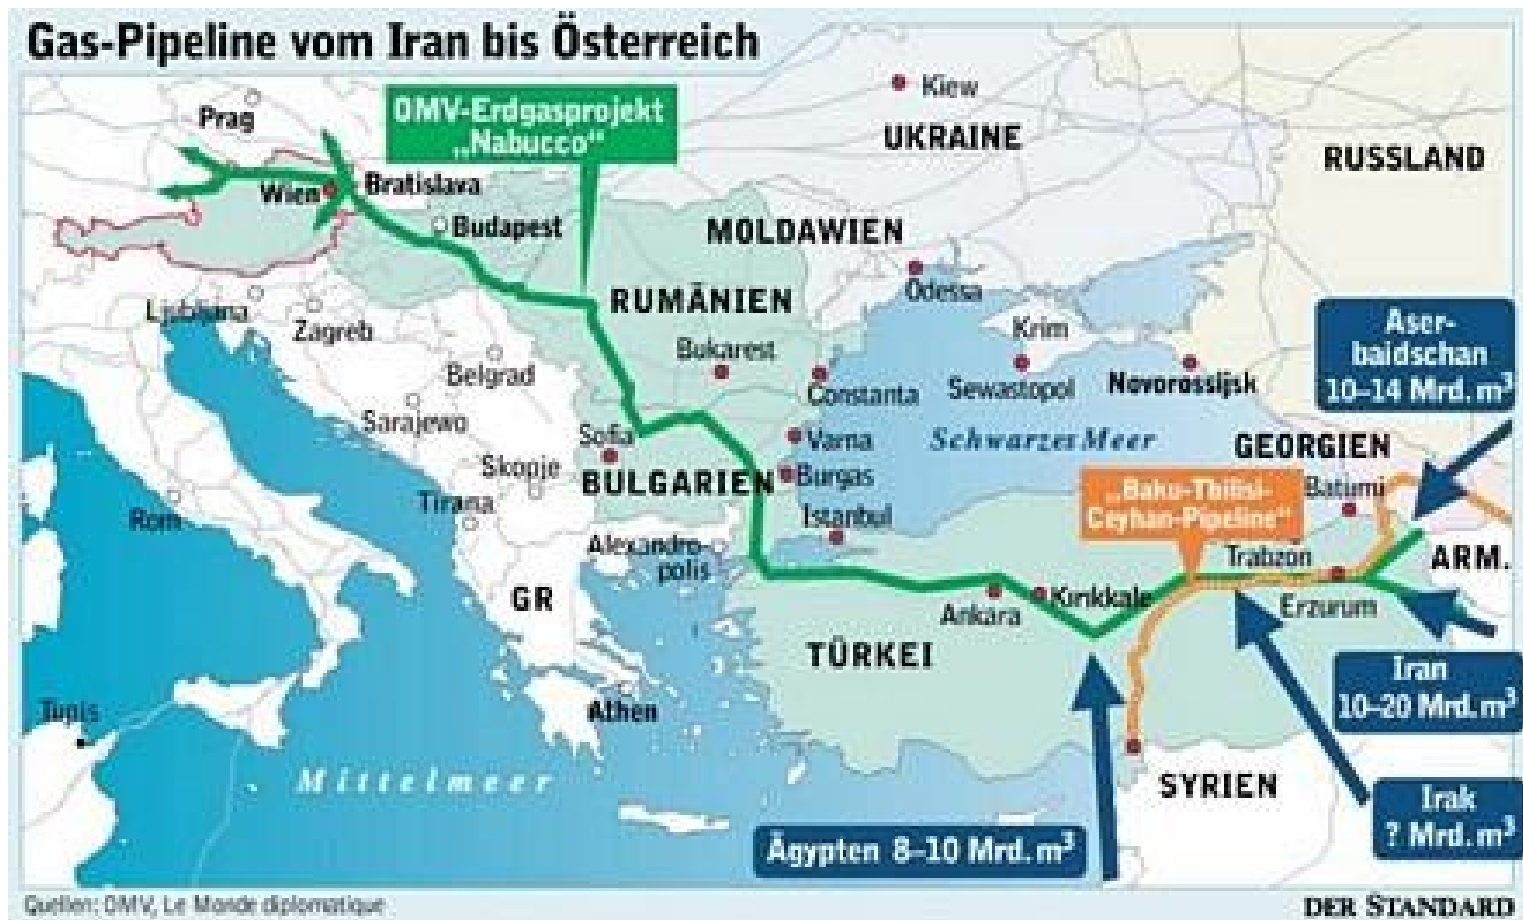 Gas-Pipeline vom Iran bis Österreich
Prag
OMV-Erdgasprojekt
„Nabucco“
Kiew
UKRAINE
RUSSLAND
Wien
Bratislava
Budapest
MOLDAWIEN
Odessa
Ljubljana
Zagreb
RUMÄNIEN
Krim
Aser-
baidschan
10–14 Mrd. m³
Bukarest
Belgrad
Constanta
Sewastopol
Novorossijsk
Sarajewo
Sofia
Varna
Schwarzes Meer
GEORGIEN
Skopje
BULGARIEN
Burgas
„Baku-Tbilisi-
Ceyhan-Pipeline“
Batumi
Tirana
Rom
Istanbul
Alexandro-
polis
Trabzon
ARM.
GR
Ankara
Kırıkkale
Erzurum
TÜRKEI
Iran
10–20 Mrd. m³
Tunis
Athen
Mittelmeer
SYRIEN
Irak
? Mrd. m³
Ägypten 8–10 Mrd. m³
Quellen: OMV, Le Monde diplomatique
DER STANDARD